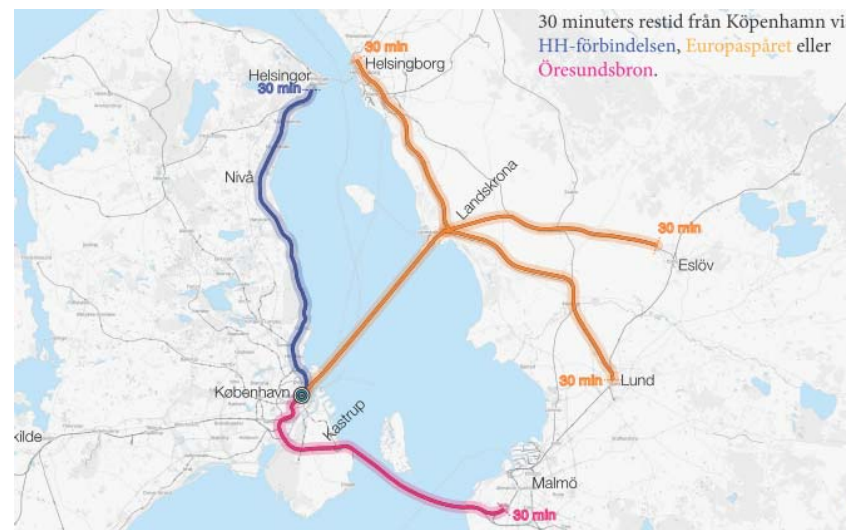 30 minuters restid från Köpenhamn vi
HH-förbindelsen, Europaspåret eller
Öresundsbron.
30 min
Helsingborg
Helsingør
30 min
Nivå
Landskrona
30 min
Eslöv
30 min
Lund
København
Kastrup
kilde
Malmö
30 min